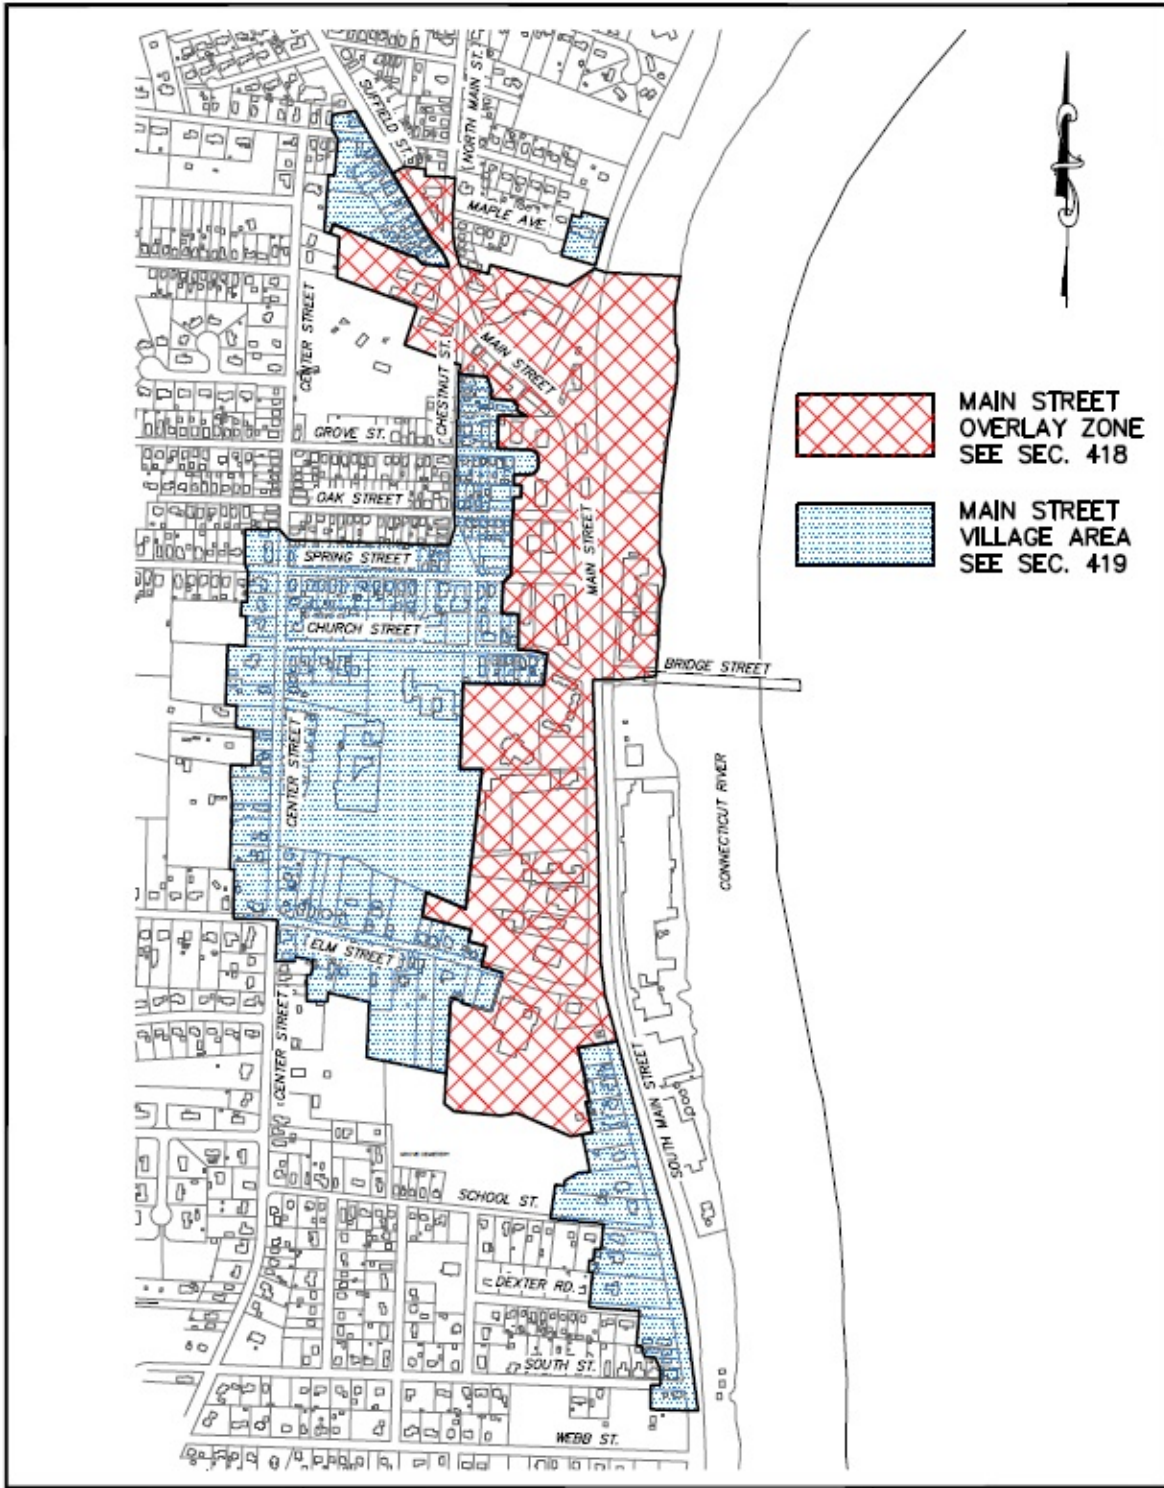 SUFFIELD ST.
NORTH MAIN ST.
MAPLE AVE
CENTER STREET
CHESTNUT ST.
MAIN STREET
GROVE ST.
OAK STREET
MAIN STREET
SPRING STREET
CHURCH STREET
BRIDGE STREET
CENTER STREET
CONNECTICUT RIVER
ELM STREET
CENTER STREET
SOUTH MAIN STREET
SCHOOL ST.
DEXTER RD.
SOUTH ST.
WEBB ST.
MAIN STREET
OVERLAY ZONE
SEE SEC. 418
MAIN STREET
VILLAGE AREA
SEE SEC. 419